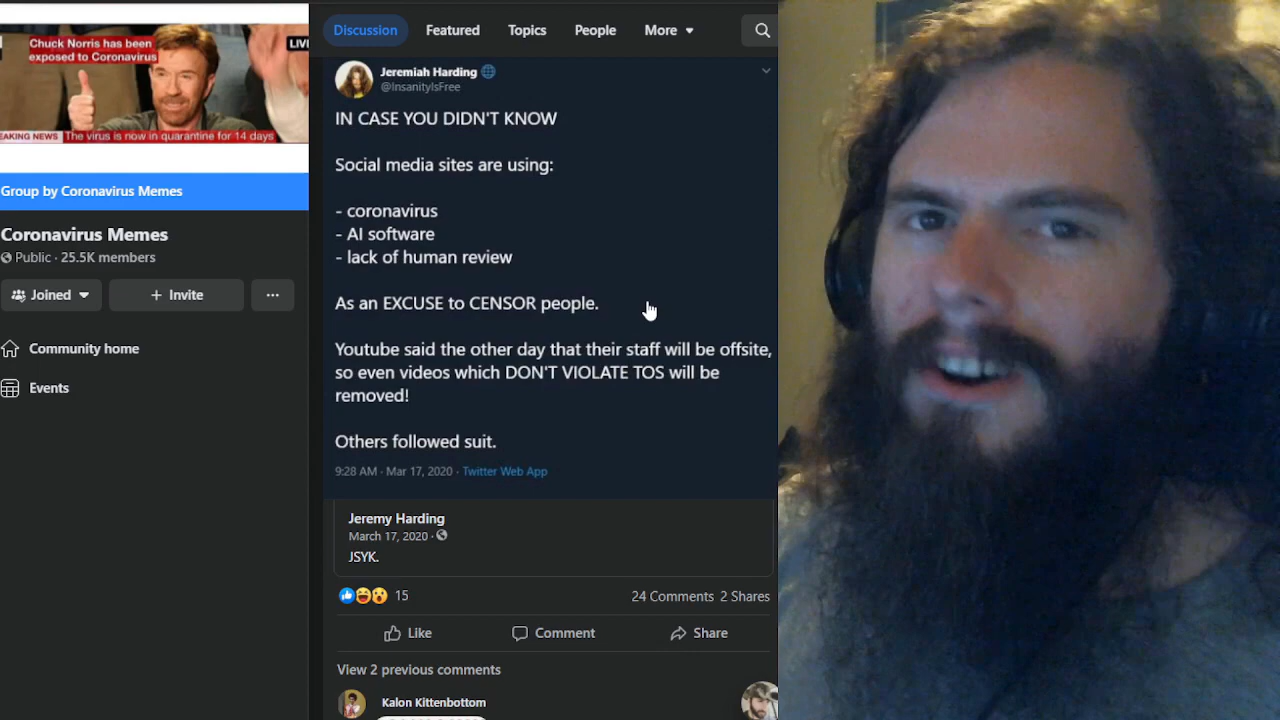 Chuck Norris has been
exposed to Coronavirus
LIV
EAKING NEWS The virus is now in quarantine for 14 days
Group by Coronavirus Memes
Coronavirus Memes
Public · 25.5K members
Joined + Invite ...
Community home
Events
Discussion Featured Topics People More
Jeremiah Harding
@InsanityIsFree
IN CASE YOU DIDN'T KNOW
Social media sites are using:
- coronavirus
- AI software
- lack of human review
As an EXCUSE to CENSOR people.
Youtube said the other day that their staff will be offsite,
so even videos which DON'T VIOLATE TOS will be
removed!
Others followed suit.
9:28 AM · Mar 17, 2020 · Twitter Web App
Jeremy Harding
March 17, 2020 ·
JSYK.
15 24 Comments 2 Shares
Like Comment Share
View 2 previous comments
Kalon Kittenbottom